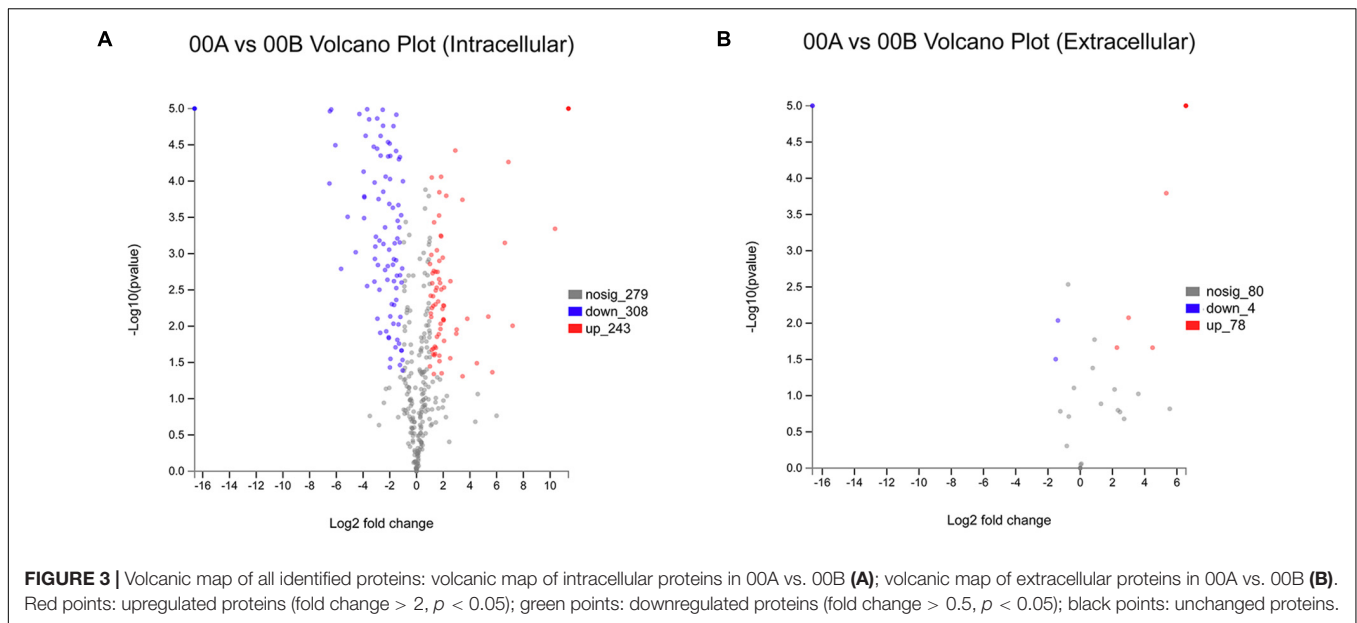 A
00A vs 00B Volcano Plot (Intracellular)
-Log10(pvalue)
5.0
4.5
4.0
3.5
3.0
2.5
2.0
1.5
1.0
0.5
0.0
-16 -14 -12 -10 -8 -6 -4 -2 0 2 4 6 8 10
Log2 fold change
nosig_279
down_308
up_243
B
00A vs 00B Volcano Plot (Extracellular)
-Log10(pvalue)
5.0
4.5
4.0
3.5
3.0
2.5
2.0
1.5
1.0
0.5
0.0
-16 -14 -12 -10 -8 -6 -4 -2 0 2 4 6
Log2 fold change
nosig_80
down_4
up_78
FIGURE 3 | Volcanic map of all identified proteins: volcanic map of intracellular proteins in 00A vs. 00B (A); volcanic map of extracellular proteins in 00A vs. 00B (B).
Red points: upregulated proteins (fold change > 2, p < 0.05); green points: downregulated proteins (fold change > 0.5, p < 0.05); black points: unchanged proteins.